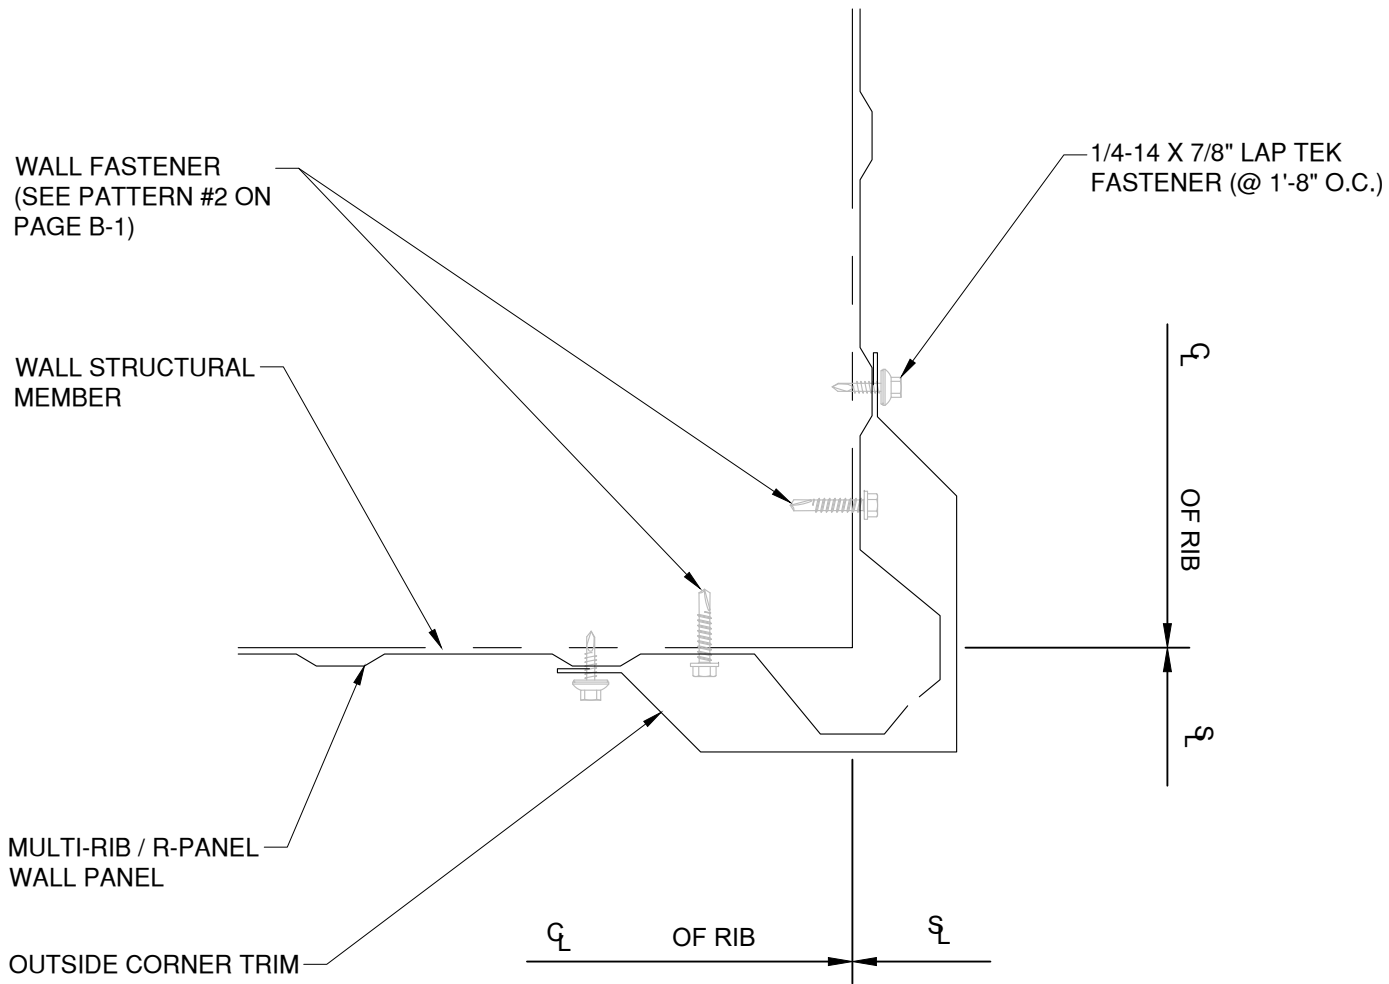 WALL FASTENER
(SEE PATTERN #2 ON
PAGE B-1)
1/4-14 X 7/8" LAP TEK
FASTENER (@ 1'-8" O.C.)
WALL STRUCTURAL
MEMBER
CL
OF RIB
SL
MULTI-RIB / R-PANEL
WALL PANEL
OUTSIDE CORNER TRIM
CL OF RIB SL